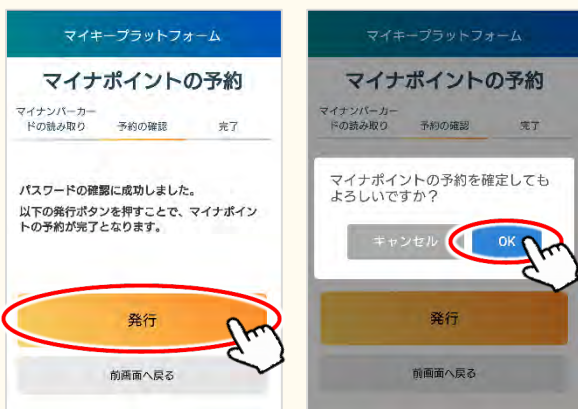 マイキープラットフォーム
マイナポイントの予約
マイナンバーカー
ドの読み取り
予約の確認
完了
パスワードの確認に成功しました。
以下の発行ボタンを押すことで、マイナポイン
トの予約が完了となります。
発行
前画面へ戻る
マイキープラットフォーム
マイナポイントの予約
マイナンバーカー
ドの読み取り
予約の確認
完了
マイナポイントの予約を確定しても
よろしいですか？
キャンセル
OK
発行
前画面へ戻る